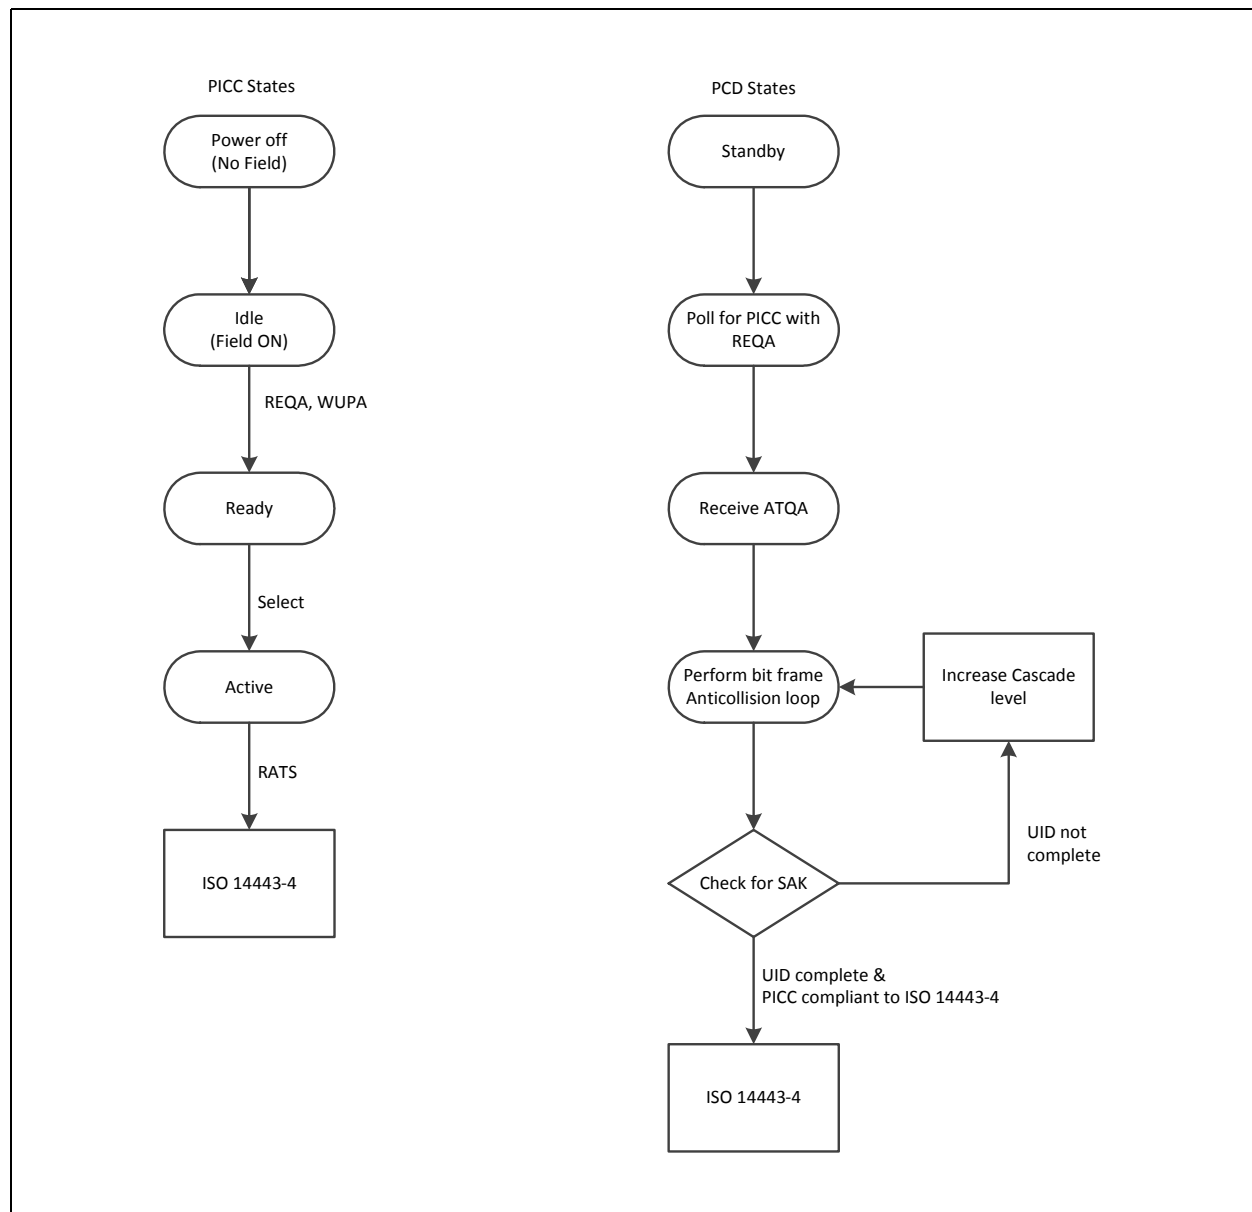 PICC States
Power off
(No Field)
Idle
(Field ON)
REQA, WUPA
Ready
Select
Active
RATS
ISO 14443-4
PCD States
Standby
Poll for PICC with
REQA
Receive ATQA
Perform bit frame
Anticollision loop
Increase Cascade
level
UID not
complete
Check for SAK
UID complete &
PICC compliant to ISO 14443-4
ISO 14443-4